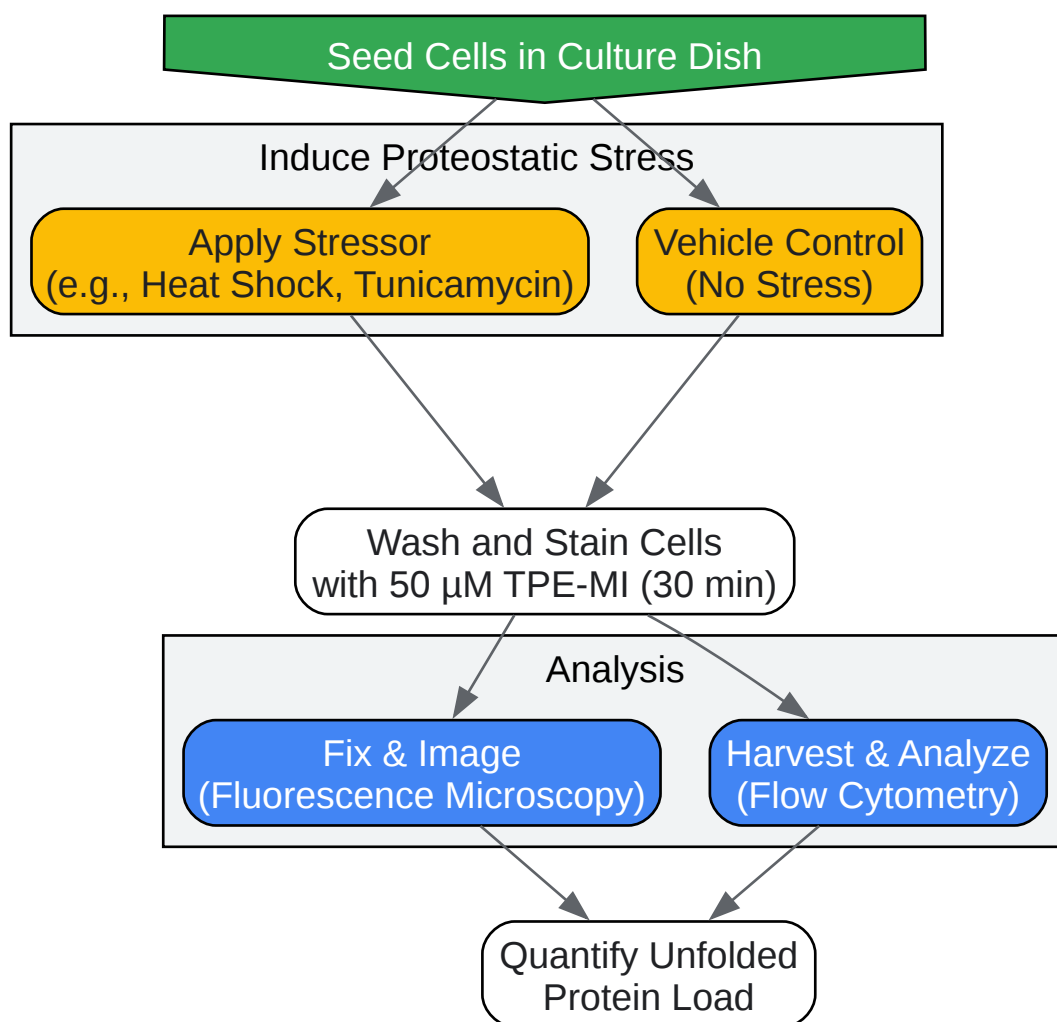 Seed Cells in Culture Dish
Induce Proteostatic Stress
Apply Stressor
(e.g., Heat Shock, Tunicamycin)
Vehicle Control
(No Stress)
Wash and Stain Cells
with 50 µM TPE-MI (30 min)
Analysis
Fix & Image
(Fluorescence Microscopy)
Harvest & Analyze
(Flow Cytometry)
Quantify Unfolded
Protein Load